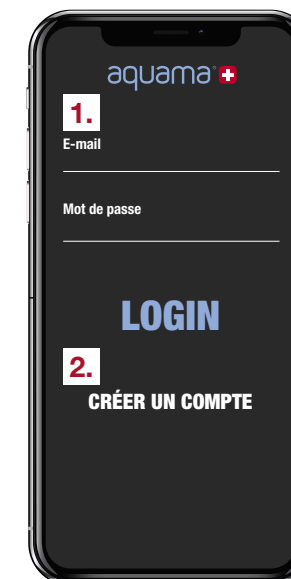 aquama
1.
E-mail
Mot de passe
LOGIN
2.
CRÉER UN COMPTE